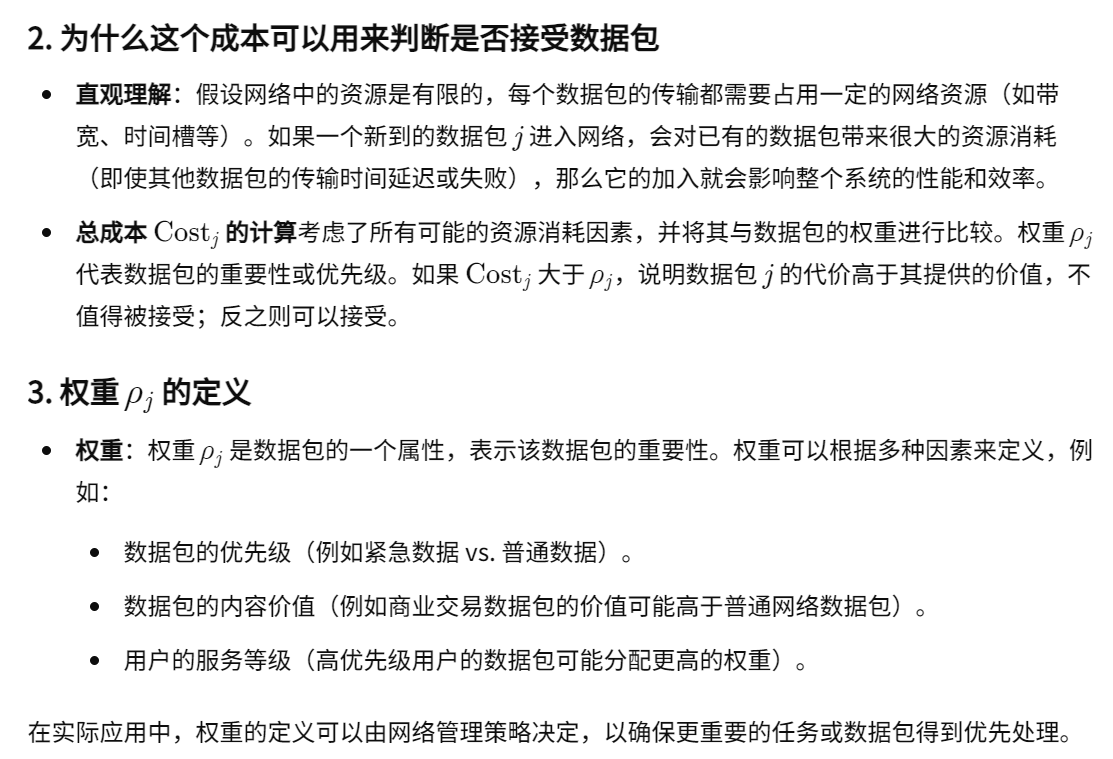 2. 为什么这个成本可以用来判断是否接受数据包
• 直观理解：假设网络中的资源是有限的，每个数据包的传输都需要占用一定的网络资源（如带
宽、时间槽等）。如果一个新到的数据包 j 进入网络，会对已有的数据包带来很大的资源消耗
（即使其他数据包的传输时间延迟或失败），那么它的加入就会影响整个系统的性能和效率。
• 总成本 Cost_j 的计算考虑了所有可能的资源消耗因素，并将其与数据包的权重进行比较。权重 ρ_j
代表数据包的重要性或优先级。如果 Cost_j 大于 ρ_j，说明数据包 j 的代价高于其提供的价值，不
值得被接受；反之则可以接受。
3. 权重 ρ_j 的定义
• 权重：权重 ρ_j 是数据包的一个属性，表示该数据包的重要性。权重可以根据多种因素来定义，例
如：
• 数据包的优先级（例如紧急数据 vs. 普通数据）。
• 数据包的内容价值（例如商业交易数据包的价值可能高于普通网络数据包）。
• 用户的服务等级（高优先级用户的数据包可能分配更高的权重）。
在实际应用中，权重的定义可以由网络管理策略决定，以确保更重要的任务或数据包得到优先处理。